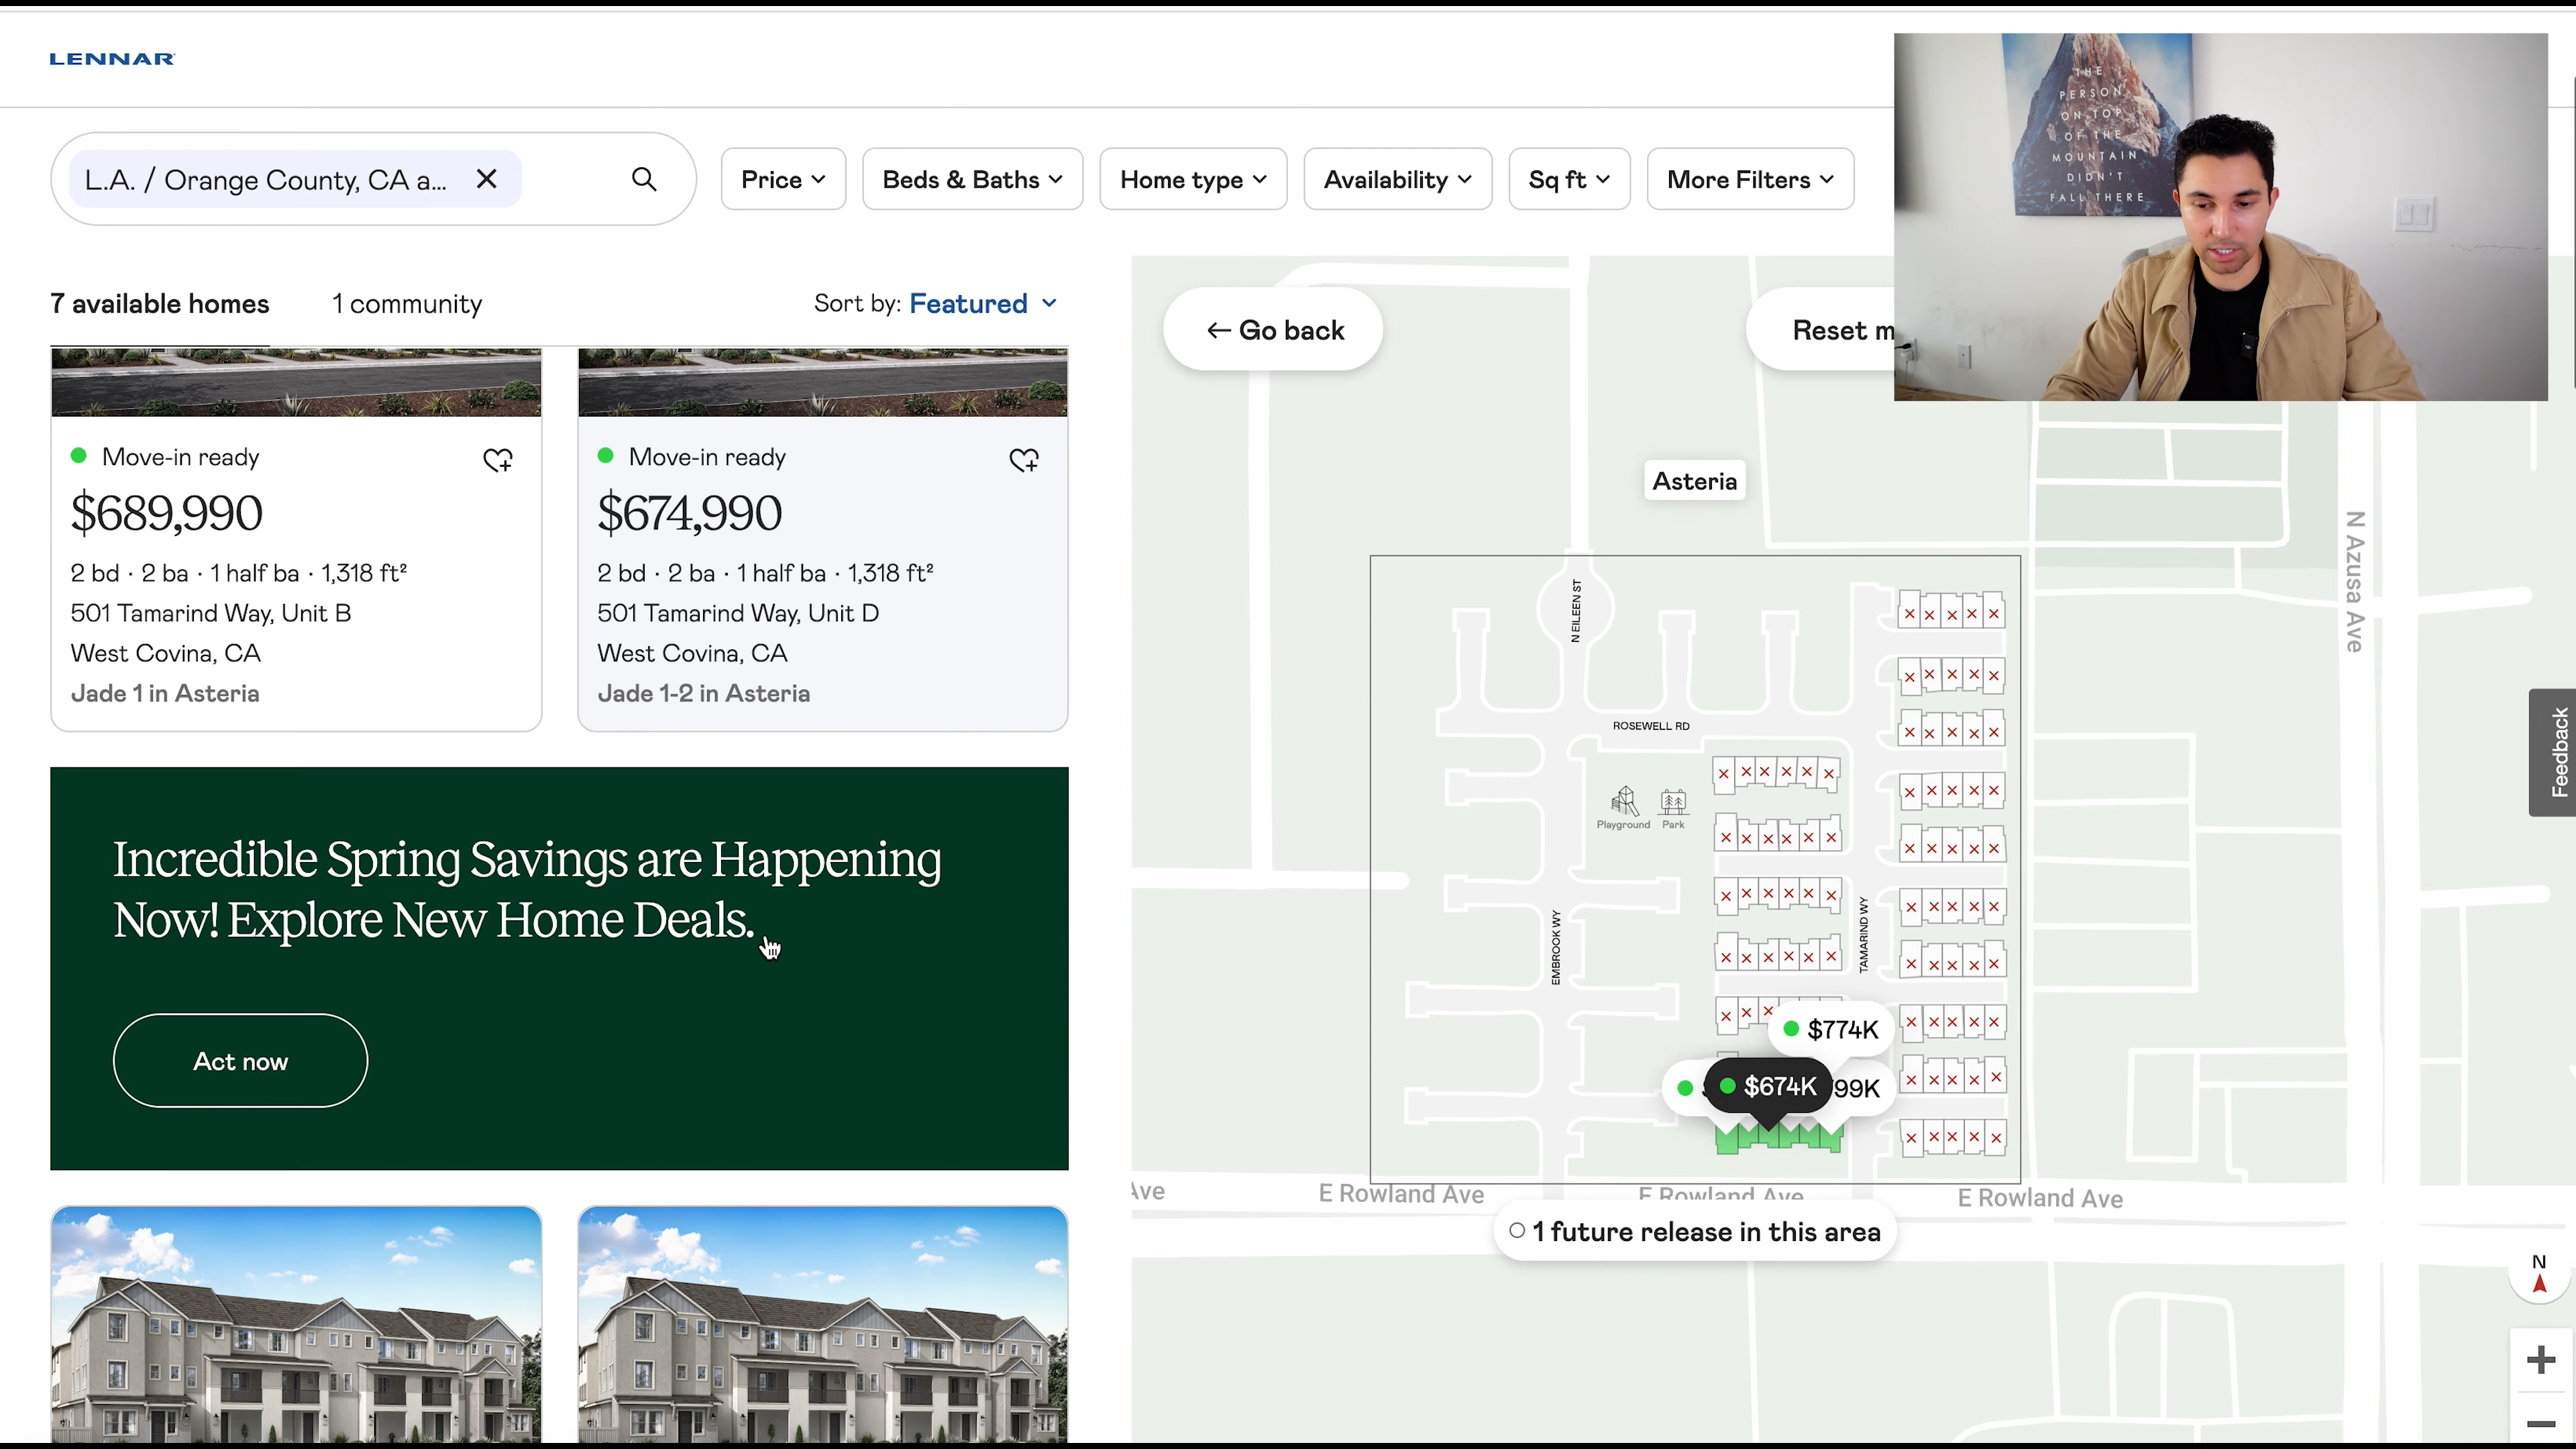 LENNAR
L.A. / Orange County, CA a...
Price
Beds & Baths
Home type
Availability
Sq ft
More Filters
THE
PERSON
ON TOP
OF THE
MOUNTAIN
DIDN'T
FALL THERE
7 available homes
1 community
Sort by: Featured
Move-in ready
$689,990
2 bd · 2 ba · 1 half ba · 1,318 ft²
501 Tamarind Way, Unit B
West Covina, CA
Jade 1 in Asteria
Move-in ready
$674,990
2 bd · 2 ba · 1 half ba · 1,318 ft²
501 Tamarind Way, Unit D
West Covina, CA
Jade 1-2 in Asteria
Incredible Spring Savings are Happening
Now! Explore New Home Deals.
Act now
← Go back
Reset m
Asteria
N Azusa Ave
N EILEEN ST
ROSEWELL RD
Playground
Park
EMBROOK WY
TAMARIND WY
$774K
$674K
99K
Ave
E Rowland Ave
E Rowland Ave
E Rowland Ave
1 future release in this area
Feedback
N